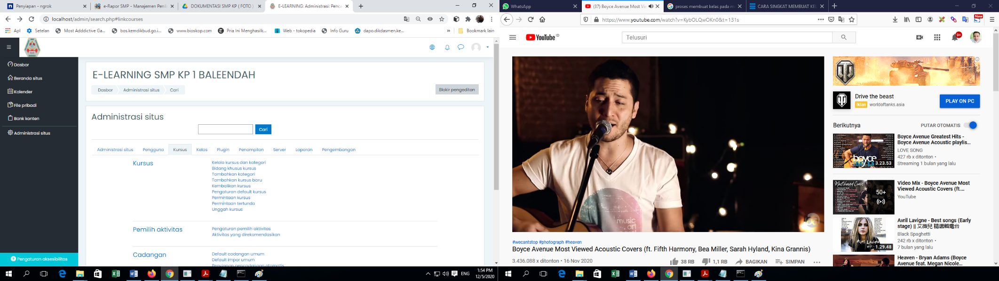 Penyiapan - ngrok
e-Rapor SMP - Manajemen Penil
DOKUMENTASI SMP KP ( FOTO )
E-LEARNING: Administrasi: Penca
localhost/admin/search.php#linkcourses
Apl
Setelan
Most Adddictive Ga...
bos.kemdikbud.go.i...
www.bioskop.com
Pria Ini Menghasilk...
Web - tokopedia
Info Guru
dapo.dikdasmen.ke...
»
Bookmark lain
Dasbor
Beranda situs
Kalender
File pribadi
Bank konten
Administrasi situs
Pengaturan aksesibilitas
E-LEARNING SMP KP 1 BALEENDAH
Dasbor
Administrasi situs
Cari
Blokir pengeditan
Administrasi situs
Cari
Administrasi situs
Pengguna
Kursus
Kelas
Plugin
Penampilan
Server
Laporan
Pengembangan
Kursus
Kelola kursus dan kategori
Bidang khusus kursus
Tambahkan kategori
Tambahkan kursus baru
Kembalikan kursus
Pengaturan default kursus
Permintaan kursus
Permintaan tertunda
Unggah kursus
Pemilih aktivitas
Pengaturan pemilih aktivitas
Aktivitas yang direkomendasikan
Cadangan
Default cadangan umum
Default impor umum
Penyiapan pencadangan otomatis
ENG
1:54 PM
12/5/2020
WhatsApp
(37) Boyce Avenue Most Vie
proses membuat kelas pada m
CARA SINGKAT MEMBUAT KEL
https://www.youtube.com/watch?v=KybOLQwOKn0&t=131s
New
YouTube ID
Telusuri
9+
music
art
#wecantstop #photograph #heaven
Boyce Avenue Most Viewed Acoustic Covers (ft. Fifth Harmony, Bea Miller, Sarah Hyland, Kina Grannis)
3.436.088 x ditonton • 16 Nov 2020
38 RB
1,1 RB
BAGIKAN
SIMPAN
Drive the beast
Iklan
worldoftanks.asia
PLAY ON PC
Berikutnya
PUTAR OTOMATIS
boyce
3.23.53
Boyce Avenue Greatest Hits -
Boyce Avenue Acoustic playlis...
LOVE SONG
427 rb x ditonton •
Streaming 1 bulan yang lalu
Most Viewed Covers
50+
Video Mix - Boyce Avenue Most
Viewed Acoustic Covers (ft....
YouTube
Avril Lavigne
1.29.48
Avril Lavigne - Best songs (Early
stage) || 艾薇兒 精選輯電台
Black Spaghetti
242 rb x ditonton •
7 bulan yang lalu
Heaven - Bryan Adams (Boyce
Avenue feat. Megan Nicole...